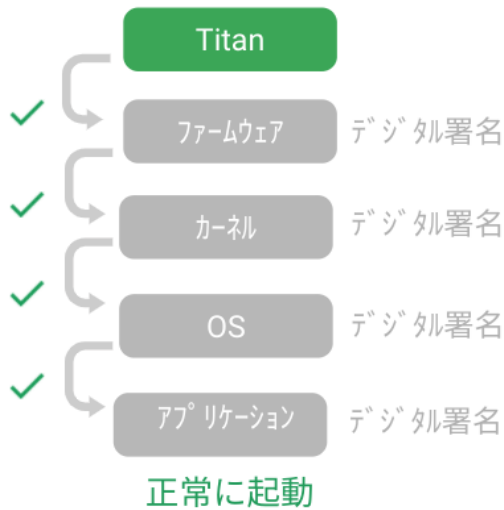 Titan
ファームウェア デジタル署名
カーネル デジタル署名
OS デジタル署名
アプリケーション デジタル署名
正常に起動